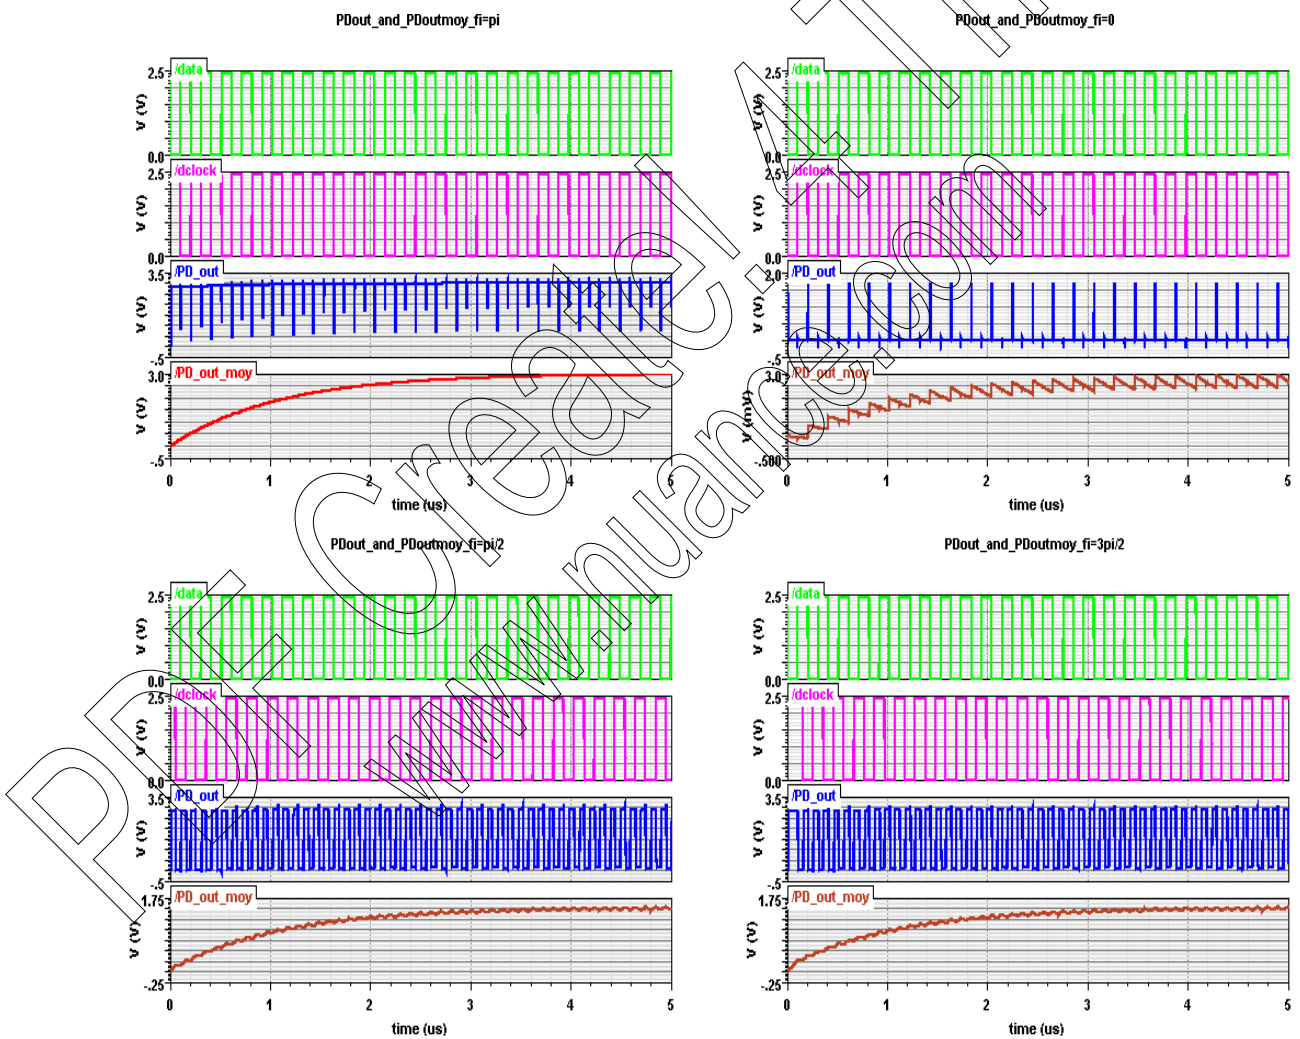 PDout_and_PDoutmoy_fi=pi
/data
2.5
V (V)
0.0
/dclock
2.5
V (V)
0.0
/PD_out
3.5
V (V)
-.5
/PD_out_moy
3.0
V (V)
-.5
0 1 2 3 4 5
time (us)
PDout_and_PDoutmoy_fi=0
/data
2.5
V (V)
0.0
/dclock
2.5
V (V)
0.0
/PD_out
2.0
V (V)
-.5
/PD_out_moy
3.0
V (mV)
-.500
0 1 2 3 4 5
time (us)
PDout_and_PDoutmoy_fi=pi/2
/data
2.5
V (V)
0.0
/dclock
2.5
V (V)
0.0
/PD_out
3.5
V (V)
-.5
/PD_out_moy
1.75
V (V)
-.25
0 1 2 3 4 5
time (us)
PDout_and_PDoutmoy_fi=3pi/2
/data
2.5
V (V)
0.0
/dclock
2.5
V (V)
0.0
/PD_out
3.5
V (V)
-.5
/PD_out_moy
1.75
V (V)
-.25
0 1 2 3 4 5
time (us)
PDF Create! 4 
www.nuance.com